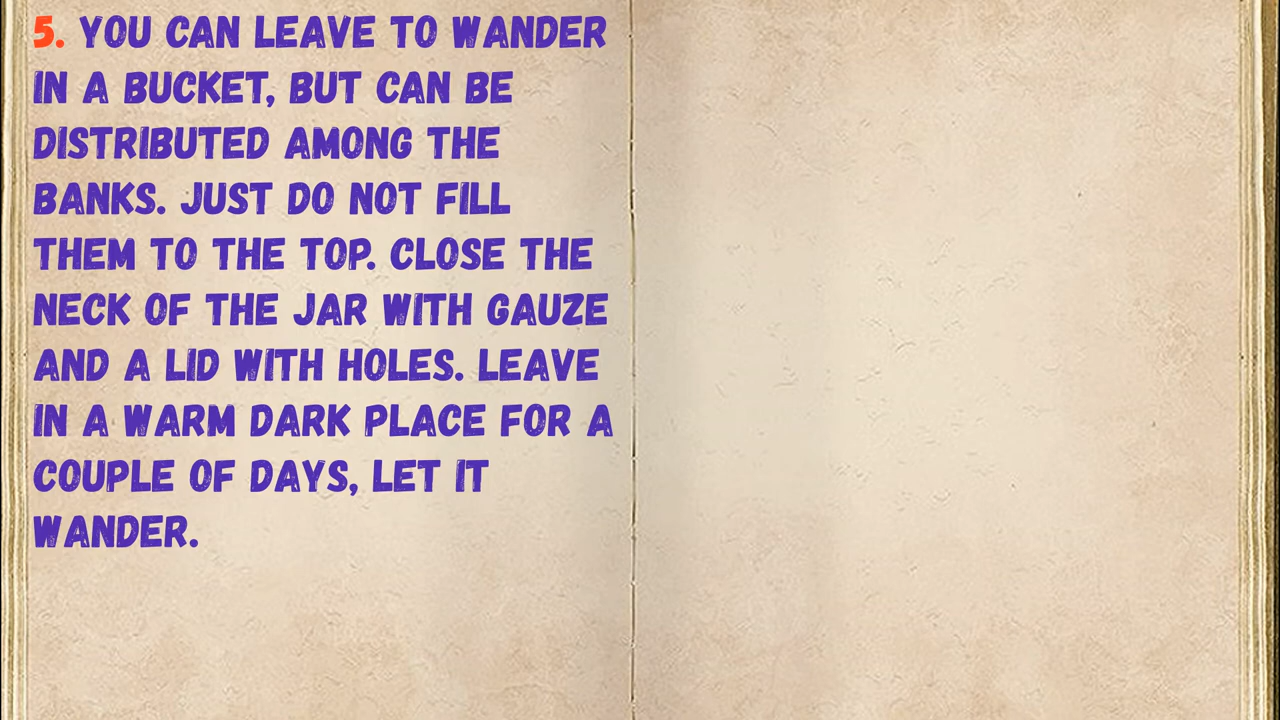 5. YOU CAN LEAVE TO WANDER
IN A BUCKET, BUT CAN BE
DISTRIBUTED AMONG THE
BANKS. JUST DO NOT FILL
THEM TO THE TOP. CLOSE THE
NECK OF THE JAR WITH GAUZE
AND A LID WITH HOLES. LEAVE
IN A WARM DARK PLACE FOR A
COUPLE OF DAYS, LET IT
WANDER.